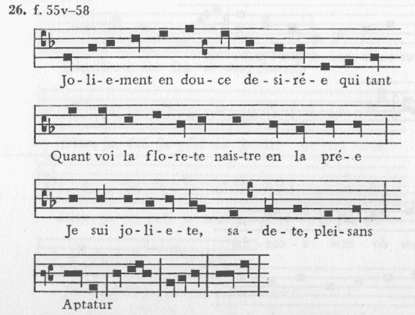 26. f. 55v–58
Jo-li-e-ment en dou-ce de-si-ré-e qui tant
Quant voi la flo-re-te nais-tre en la pré-e
Je sui jo-li-e-te, sa-de-te, plei-sans
Aptatur